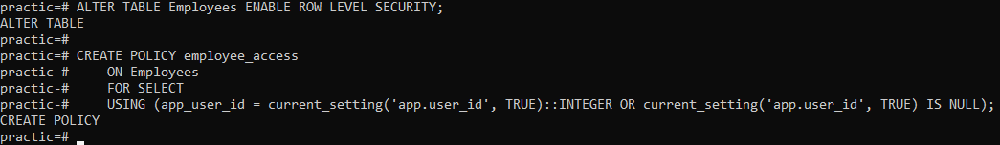 practic=# ALTER TABLE Employees ENABLE ROW LEVEL SECURITY;
ALTER TABLE
practic=#
practic=# CREATE POLICY employee_access
practic-#     ON Employees
practic-#     FOR SELECT
practic-#     USING (app_user_id = current_setting('app.user_id', TRUE)::INTEGER OR current_setting('app.user_id', TRUE) IS NULL);
CREATE POLICY
practic=#